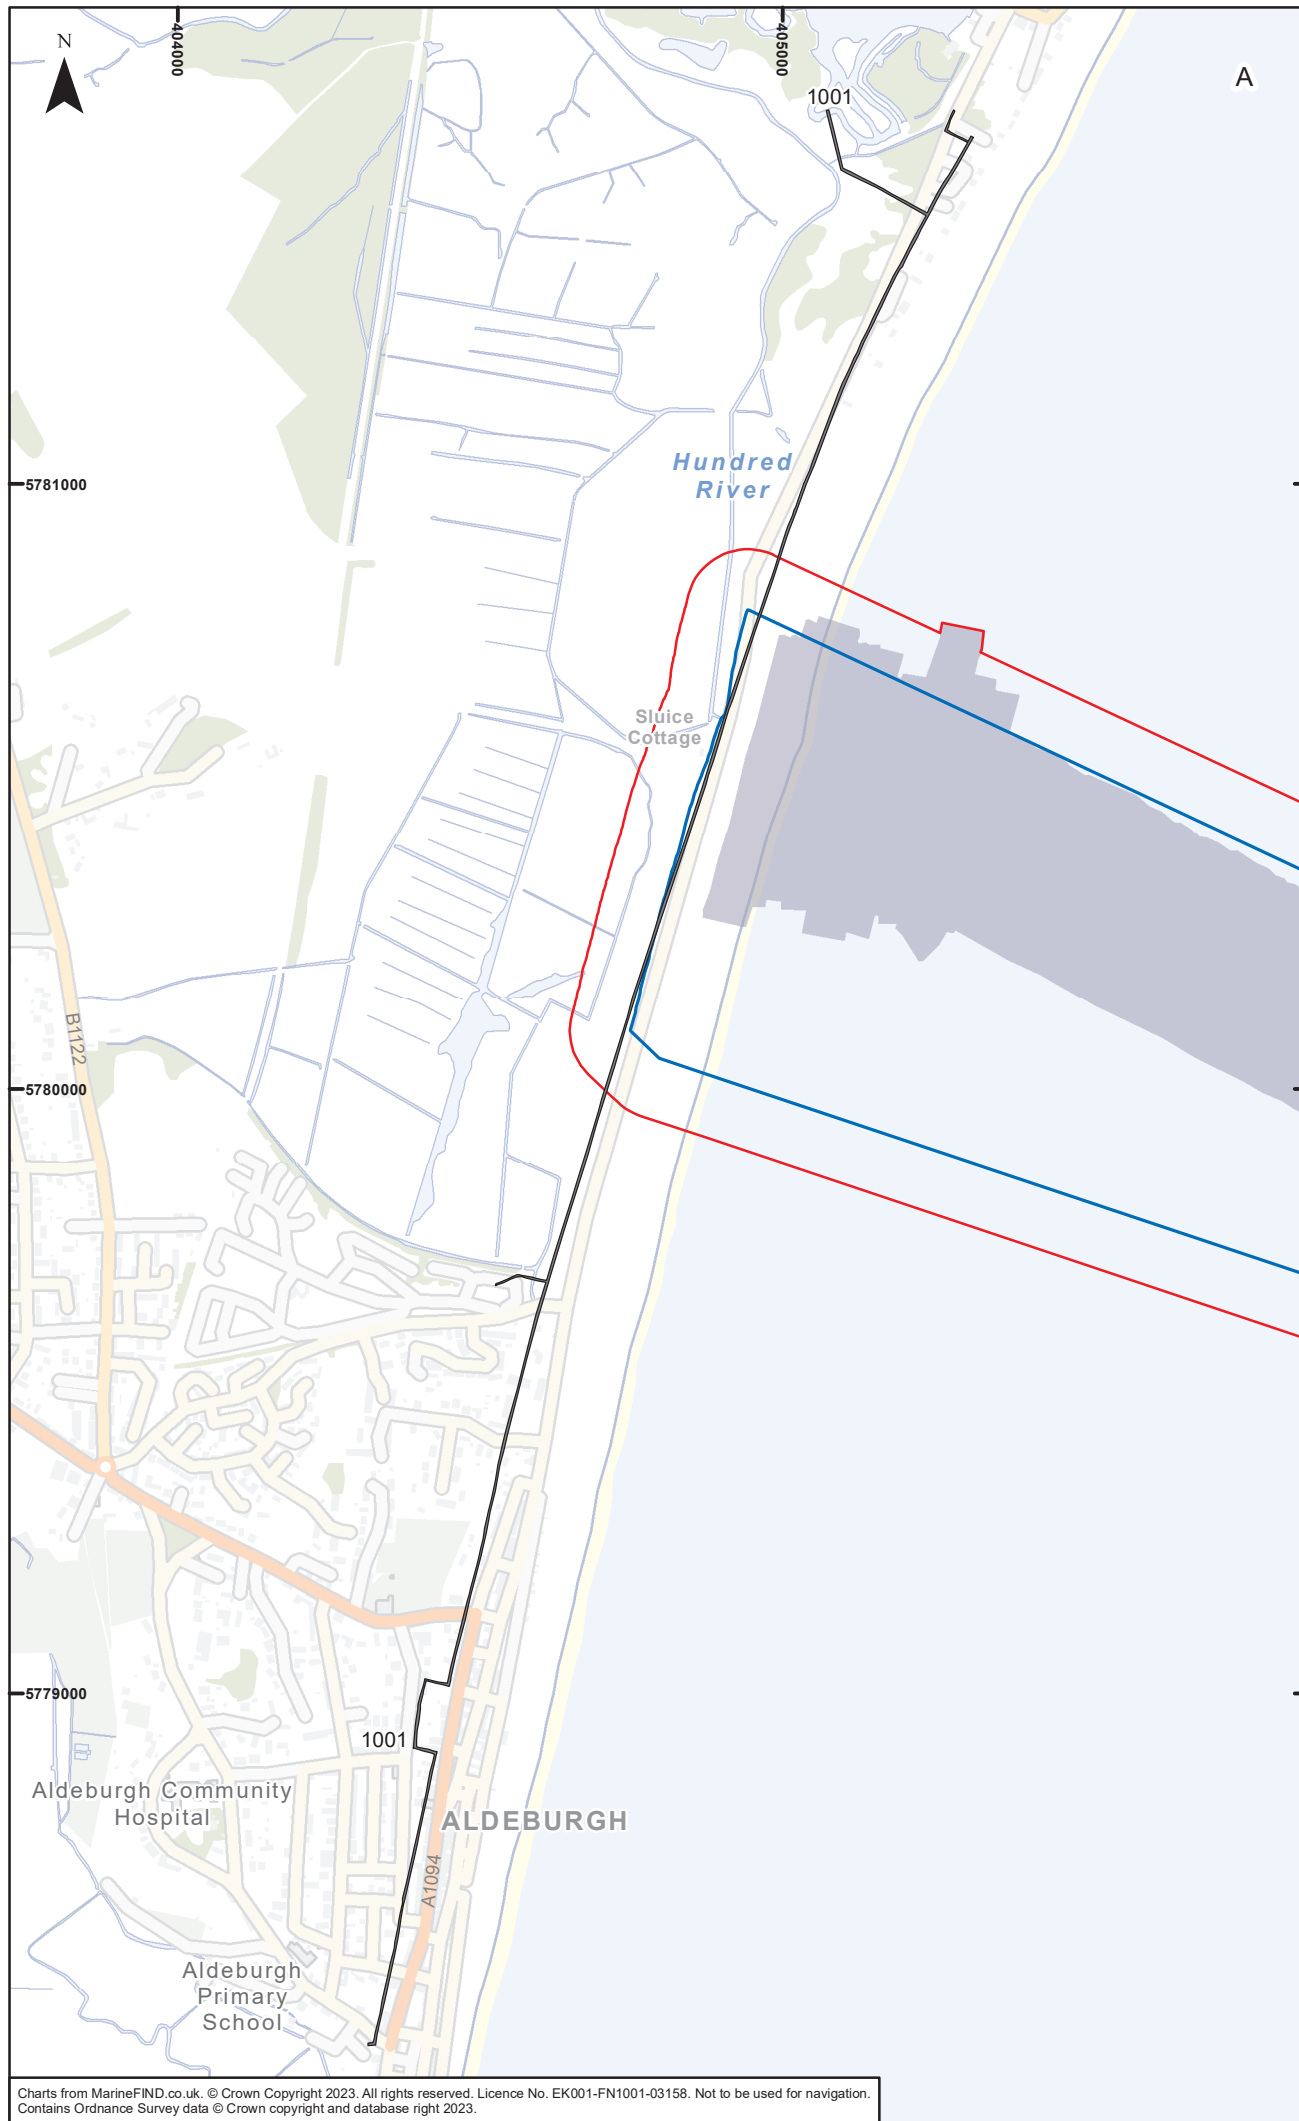 N
404000
405000
A
1001
Hundred
River
5781000
Sluice
Cottage
B1122
5780000
5779000
1001
Aldeburgh Community
Hospital
ALDEBURGH
A1094
Aldeburgh
Primary
School
Charts from MarineFIND.co.uk. © Crown Copyright 2023. All rights reserved. Licence No. EK001-FN1001-03158. Not to be used for navigation.
Contains Ordnance Survey data © Crown copyright and database right 2023.